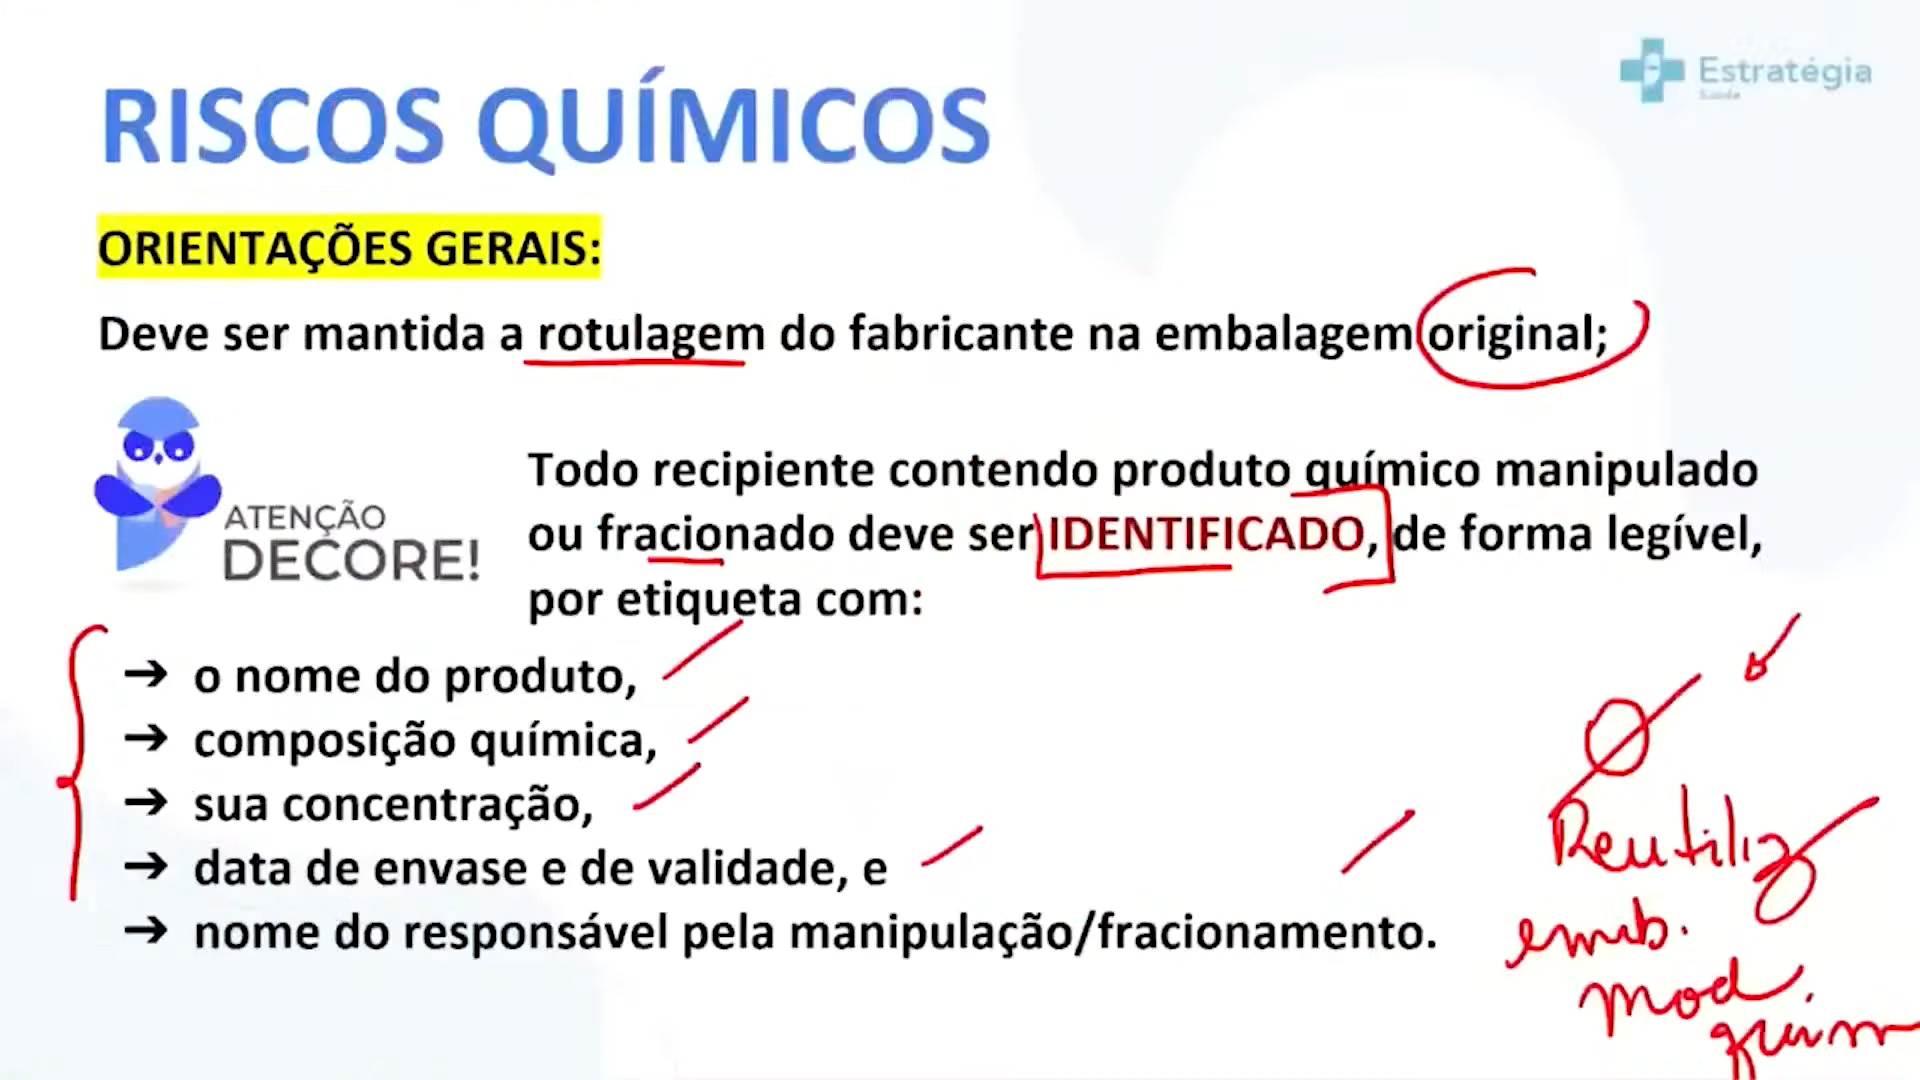 Estratégia
Saúde
RISCOS QUÍMICOS
ORIENTAÇÕES GERAIS:
Deve ser mantida a rotulagem do fabricante na embalagem original;
ATENÇÃO
DECORE!
Todo recipiente contendo produto químico manipulado
ou fracionado deve ser IDENTIFICADO, de forma legível,
por etiqueta com:
➔ o nome do produto,
➔ composição química,
➔ sua concentração,
➔ data de envase e de validade, e
➔ nome do responsável pela manipulação/fracionamento.
Reutiliz
emb.
quim